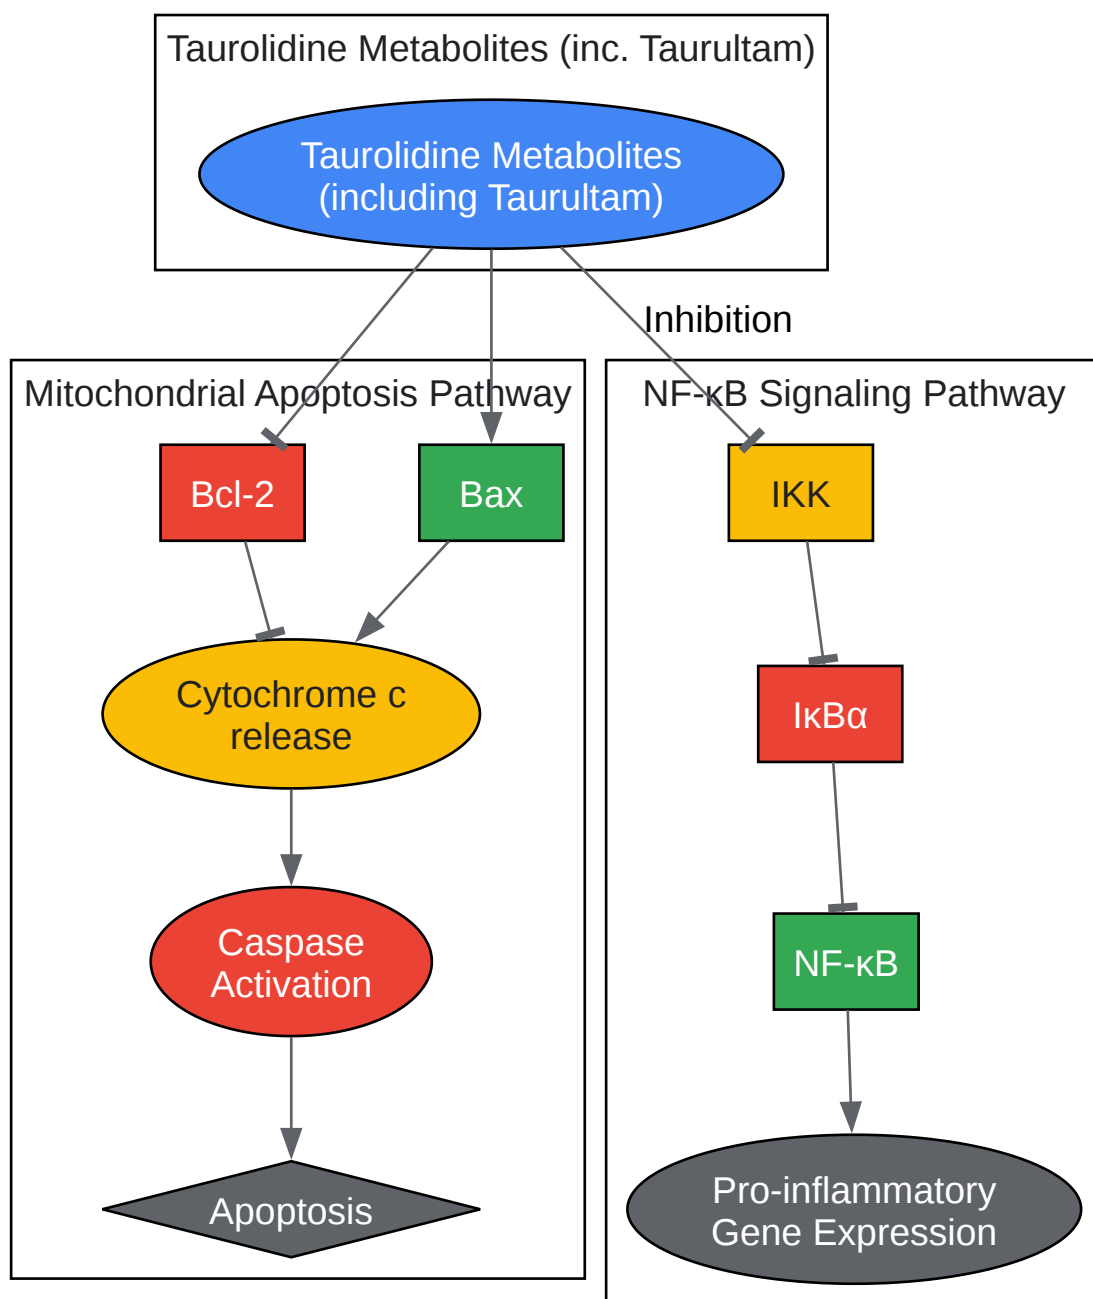 Taurolidine Metabolites (inc. Taurultam)
Taurolidine Metabolites
(including Taurultam)
Inhibition
Mitochondrial Apoptosis Pathway
NF-κB Signaling Pathway
Bcl-2
Bax
IKK
Cytochrome c
release
IκBα
Caspase
Activation
NF-κB
Apoptosis
Pro-inflammatory
Gene Expression